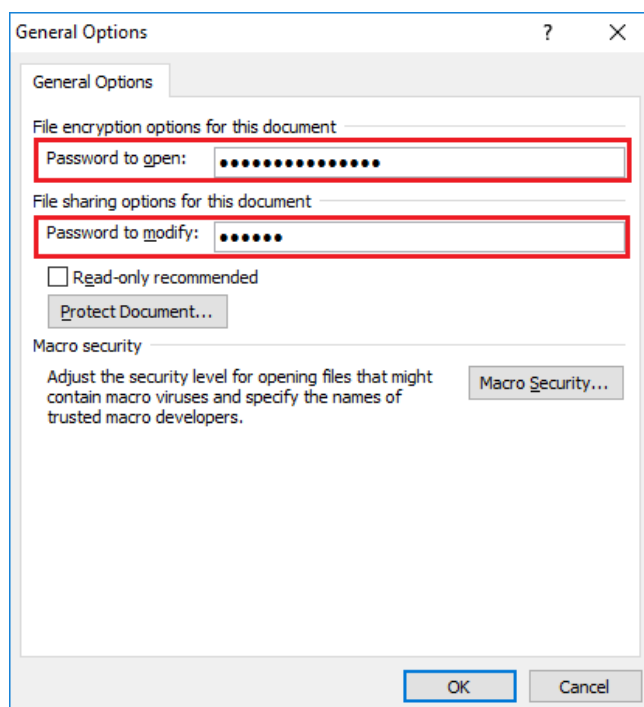 General Options
General Options
File encryption options for this document
Password to open: ●●●●●●●●●●●●●●●
File sharing options for this document
Password to modify: ●●●●●●
Read-only recommended
Protect Document...
Macro security
Adjust the security level for opening files that might
contain macro viruses and specify the names of
trusted macro developers.
Macro Security...
OK Cancel